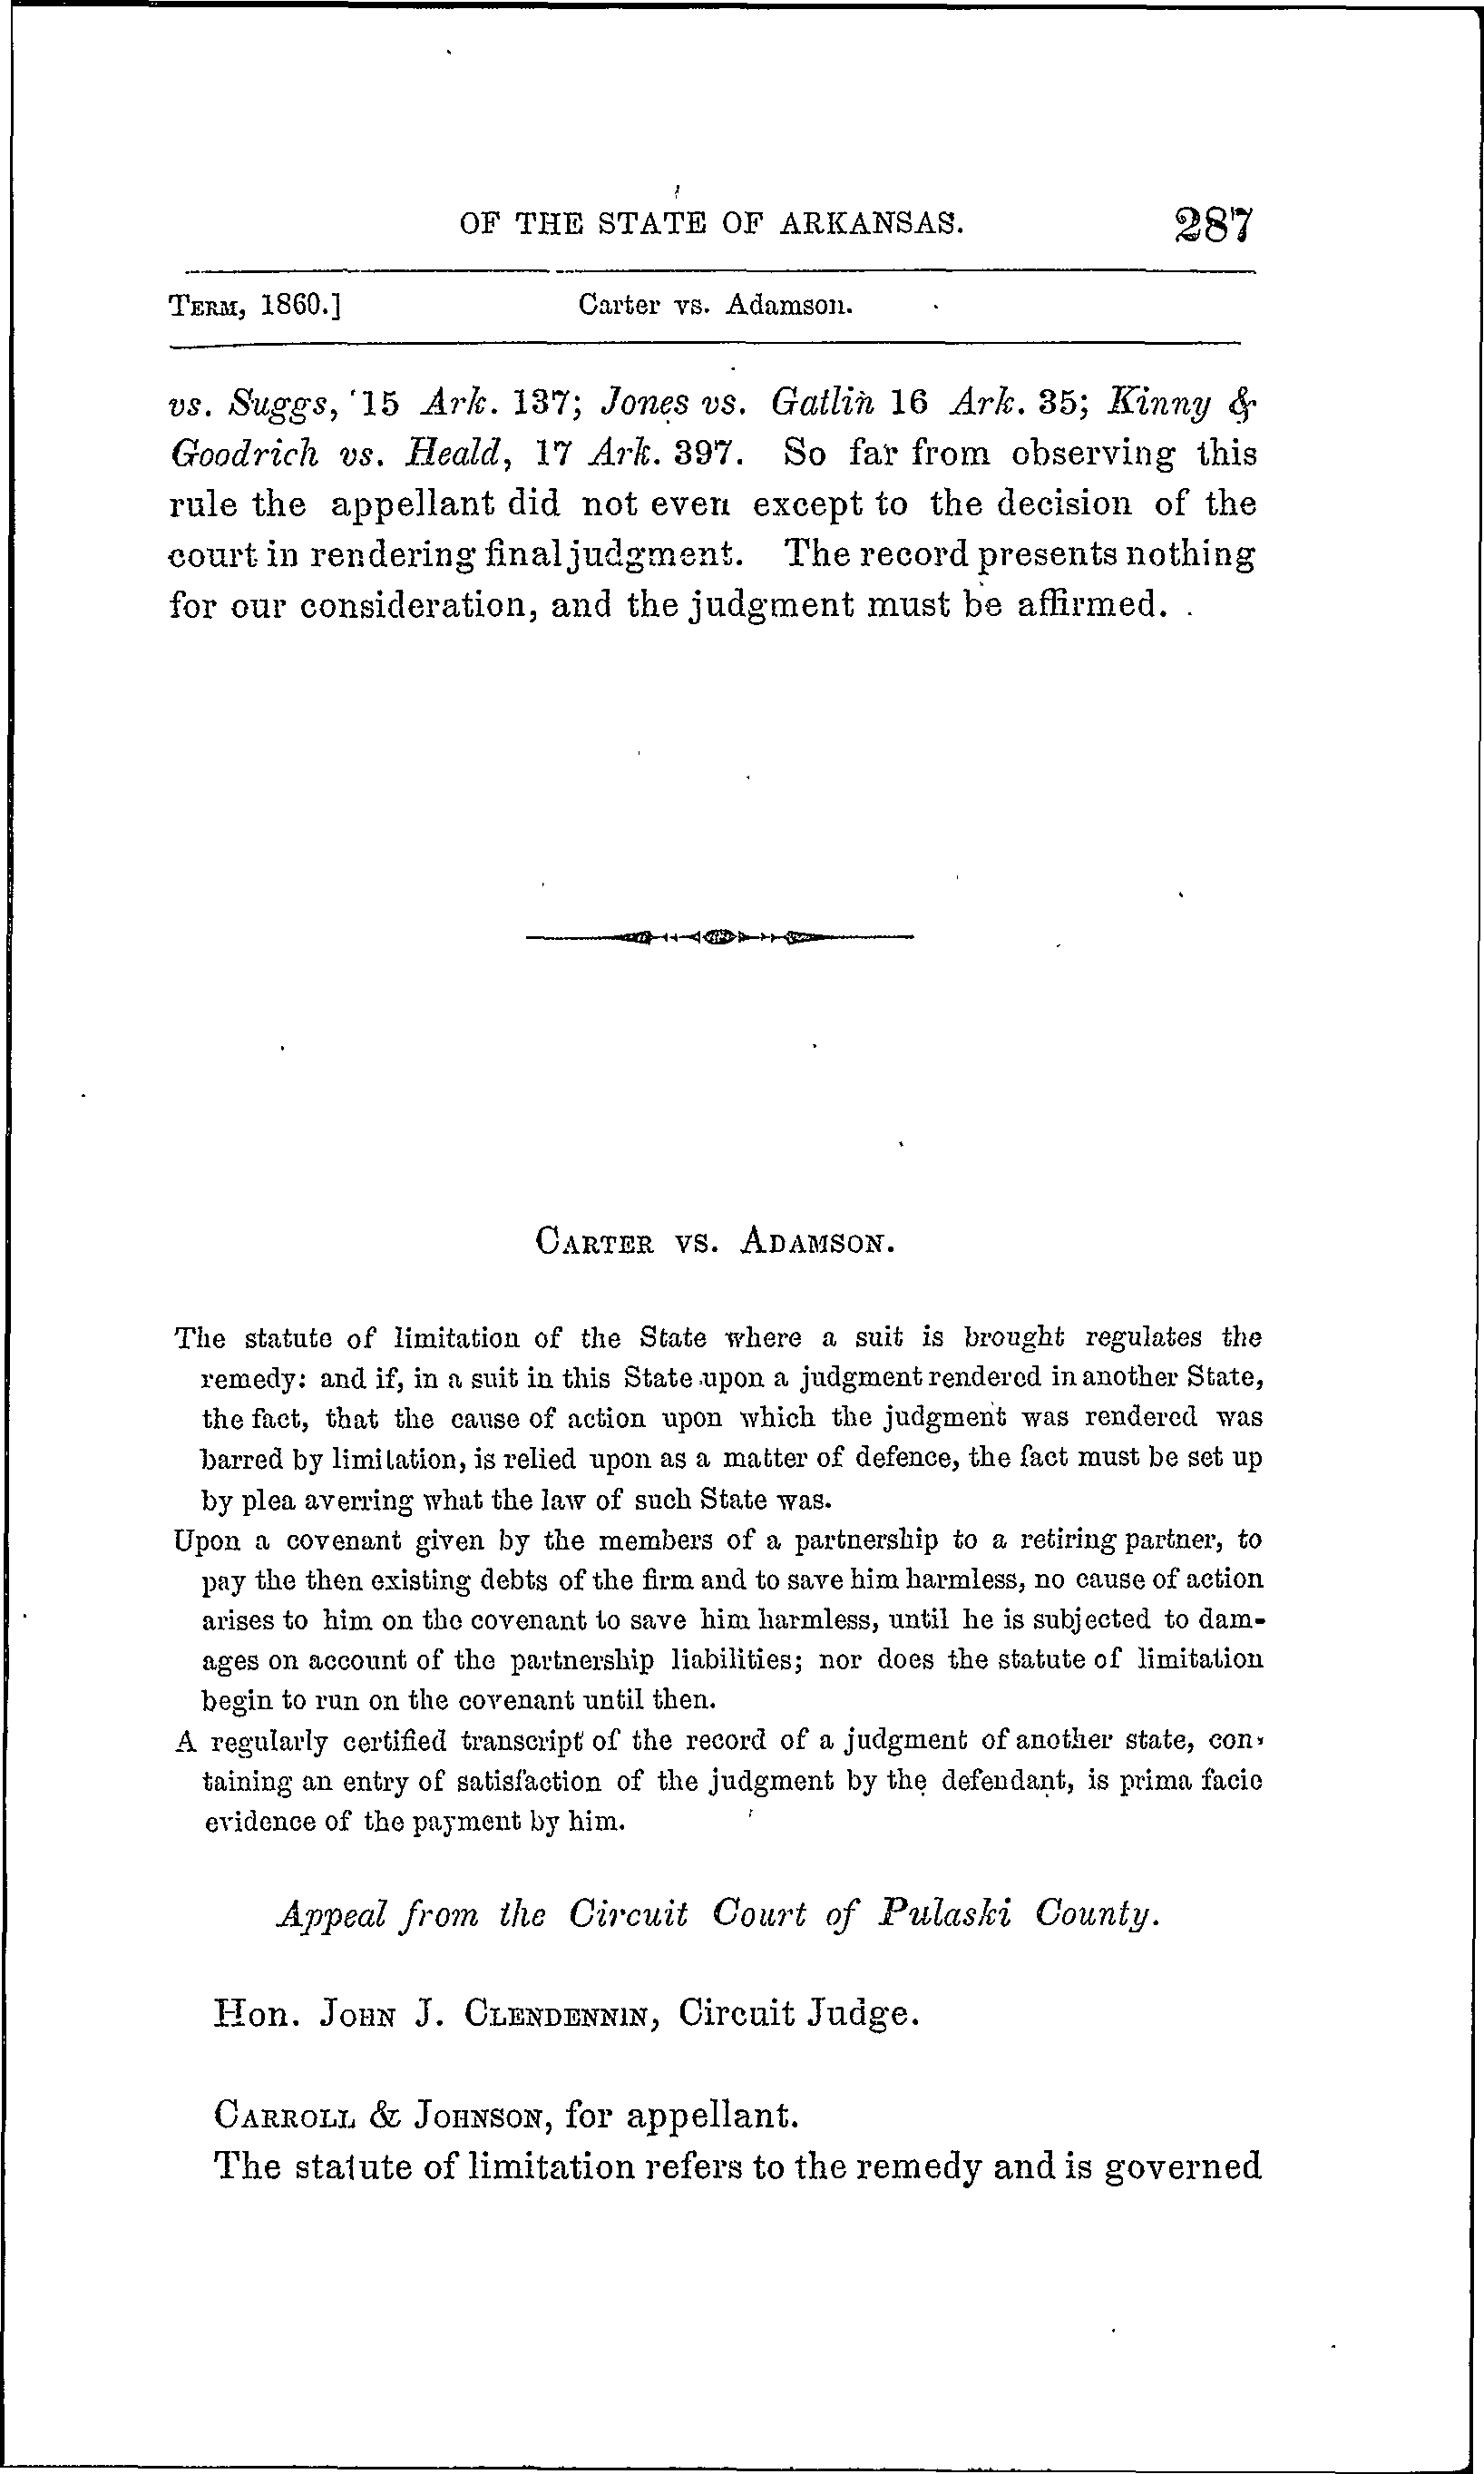 OF THE STATE OF ARKANSAS. 287
TERM, 1860.] Carter vs. Adamson.
vs. Suggs, 15 Ark. 137; Jones vs. Gatlin 16 Ark. 35; Kinny &
Goodrich vs. Heald, 17 Ark. 397. So far from observing this
rule the appellant did not even except to the decision of the
court in rendering final judgment. The record presents nothing
for our consideration, and the judgment must be affirmed.
CARTER VS. ADAMSON.
The statute of limitation of the State where a suit is brought regulates the
remedy: and if, in a suit in this State upon a judgment rendered in another State,
the fact, that the cause of action upon which the judgment was rendered was
barred by limitation, is relied upon as a matter of defence, the fact must be set up
by plea averring what the law of such State was.
Upon a covenant given by the members of a partnership to a retiring partner, to
pay the then existing debts of the firm and to save him harmless, no cause of action
arises to him on the covenant to save him harmless, until he is subjected to dam-
ages on account of the partnership liabilities; nor does the statute of limitation
begin to run on the covenant until then.
A regularly certified transcript of the record of a judgment of another state, con-
taining an entry of satisfaction of the judgment by the defendant, is prima facie
evidence of the payment by him.
Appeal from the Circuit Court of Pulaski County.
Hon. JOHN J. CLENDENNIN, Circuit Judge.
CARROLL & JOHNSON, for appellant.
The statute of limitation refers to the remedy and is governed